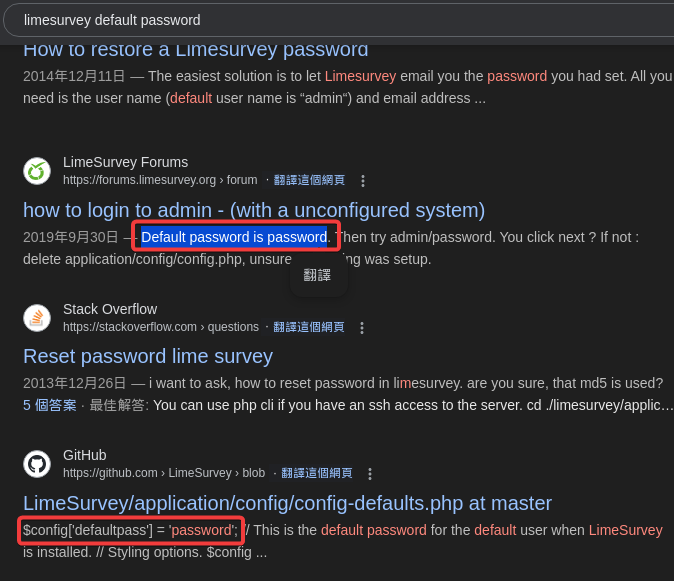 limesurvey default password
How to restore a Limesurvey password
2014年12月11日 — The easiest solution is to let Limesurvey email you the password you had set. All you
need is the user name (default user name is “admin“) and email address ...
LimeSurvey Forums
https://forums.limesurvey.org › forum · 翻譯這個網頁
how to login to admin - (with a unconfigured system)
2019年9月30日 — Default password is password. Then try admin/password. You click next ? If not :
delete application/config/config.php, unsure ng was setup.
翻譯
Stack Overflow
https://stackoverflow.com › questions · 翻譯這個網頁
Reset password lime survey
2013年12月26日 — i want to ask, how to reset password in limesurvey. are you sure, that md5 is used?
5 個答案 · 最佳解答: You can use php cli if you have an ssh access to the server. cd ./limesurvey/applic…
GitHub
https://github.com › LimeSurvey › blob · 翻譯這個網頁
LimeSurvey/application/config/config-defaults.php at master
$config['defaultpass'] = 'password'; // This is the default password for the default user when LimeSurvey
is installed. // Styling options. $config ...